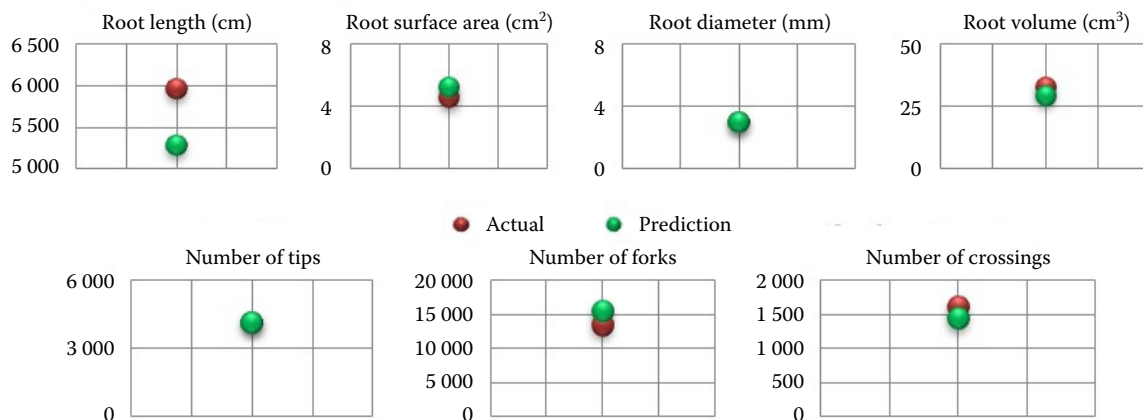 Root length (cm)
6 500
6 000
5 500
5 000
Root surface area (cm²)
8
4
0
Root diameter (mm)
8
4
0
Root volume (cm³)
50
25
0
Actual
Prediction
Number of tips
6 000
3 000
0
Number of forks
20 000
15 000
10 000
5 000
0
Number of crossings
2 000
1 500
1 000
500
0